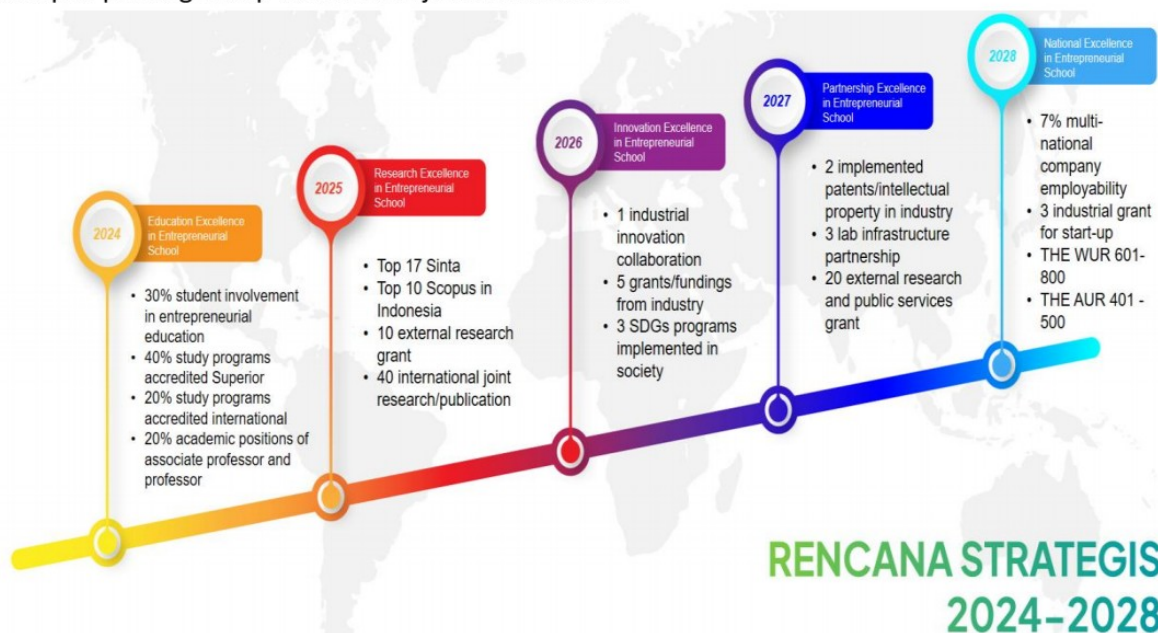 2024
Education Excellence
in Entrepreneurial
School
• 30% student involvement
in entrepreneurial
education
• 40% study programs
accredited Superior
• 20% study programs
accredited international
• 20% academic positions of
associate professor and
professor
2025
Research Excellence
in Entrepreneurial
School
• Top 17 Sinta
• Top 10 Scopus in
Indonesia
• 10 external research
grant
• 40 international joint
research/publication
2026
Innovation Excellence
in Entrepreneurial
School
• 1 industrial
innovation
collaboration
• 5 grants/fundings
from industry
• 3 SDGs programs
implemented in
society
2027
Partnership Excellence
in Entrepreneurial
School
• 2 implemented
patents/intellectual
property in industry
• 3 lab infrastructure
partnership
• 20 external research
and public services
grant
2028
National Excellence
in Entrepreneurial
School
• 7% multi-
national
company
employability
• 3 industrial grant
for start-up
• THE WUR 601-
800
• THE AUR 401 -
500
RENCANA STRATEGIS
2024–2028